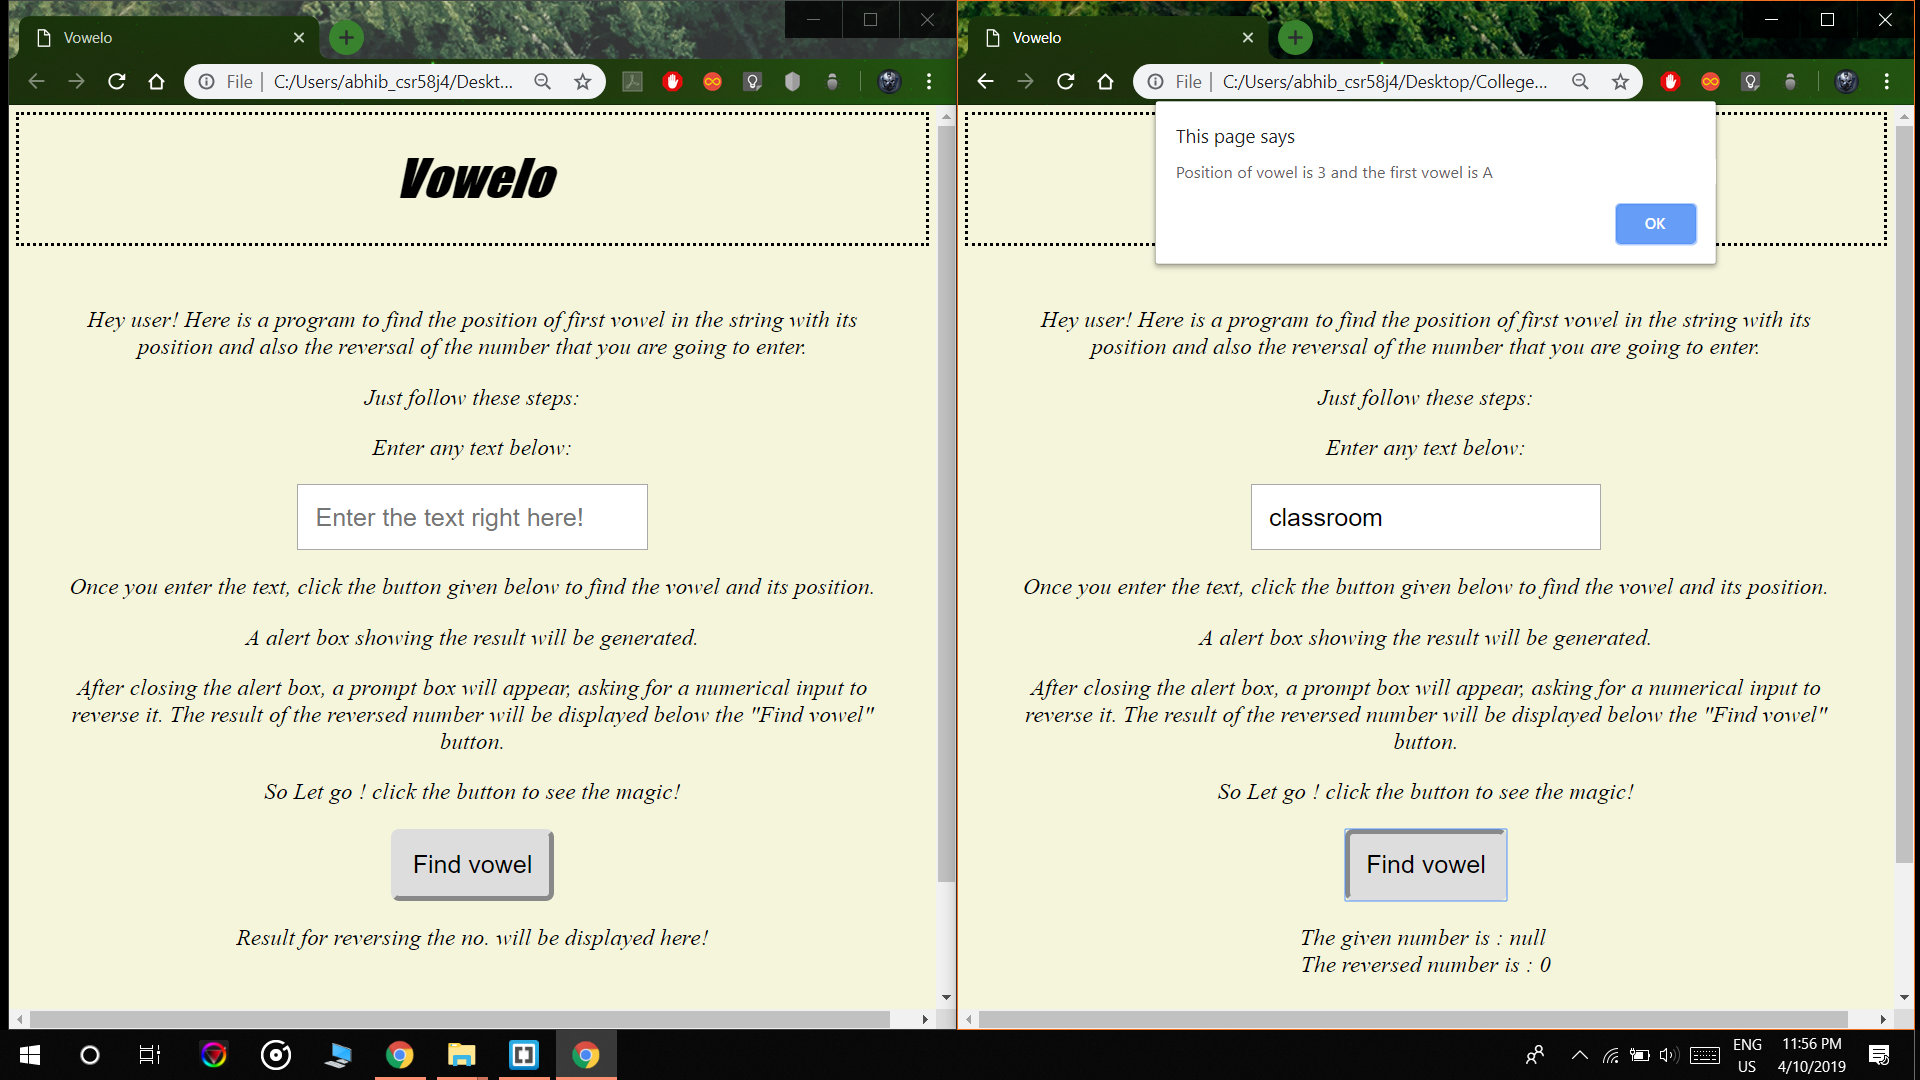 Vowelo
File
C:/Users/abhib_csr58j4/Deskt...
Vowelo
Hey user! Here is a program to find the position of first vowel in the string with its
position and also the reversal of the number that you are going to enter.
Just follow these steps:
Enter any text below:
Enter the text right here!
Once you enter the text, click the button given below to find the vowel and its position.
A alert box showing the result will be generated.
After closing the alert box, a prompt box will appear, asking for a numerical input to
reverse it. The result of the reversed number will be displayed below the "Find vowel"
button.
So Let go ! click the button to see the magic!
Find vowel
Result for reversing the no. will be displayed here!
Vowelo
File
C:/Users/abhib_csr58j4/Desktop/College...
This page says
Position of vowel is 3 and the first vowel is A
OK
Hey user! Here is a program to find the position of first vowel in the string with its
position and also the reversal of the number that you are going to enter.
Just follow these steps:
Enter any text below:
classroom
Once you enter the text, click the button given below to find the vowel and its position.
A alert box showing the result will be generated.
After closing the alert box, a prompt box will appear, asking for a numerical input to
reverse it. The result of the reversed number will be displayed below the "Find vowel"
button.
So Let go ! click the button to see the magic!
Find vowel
The given number is : null
The reversed number is : 0
ENG
US
11:56 PM
4/10/2019